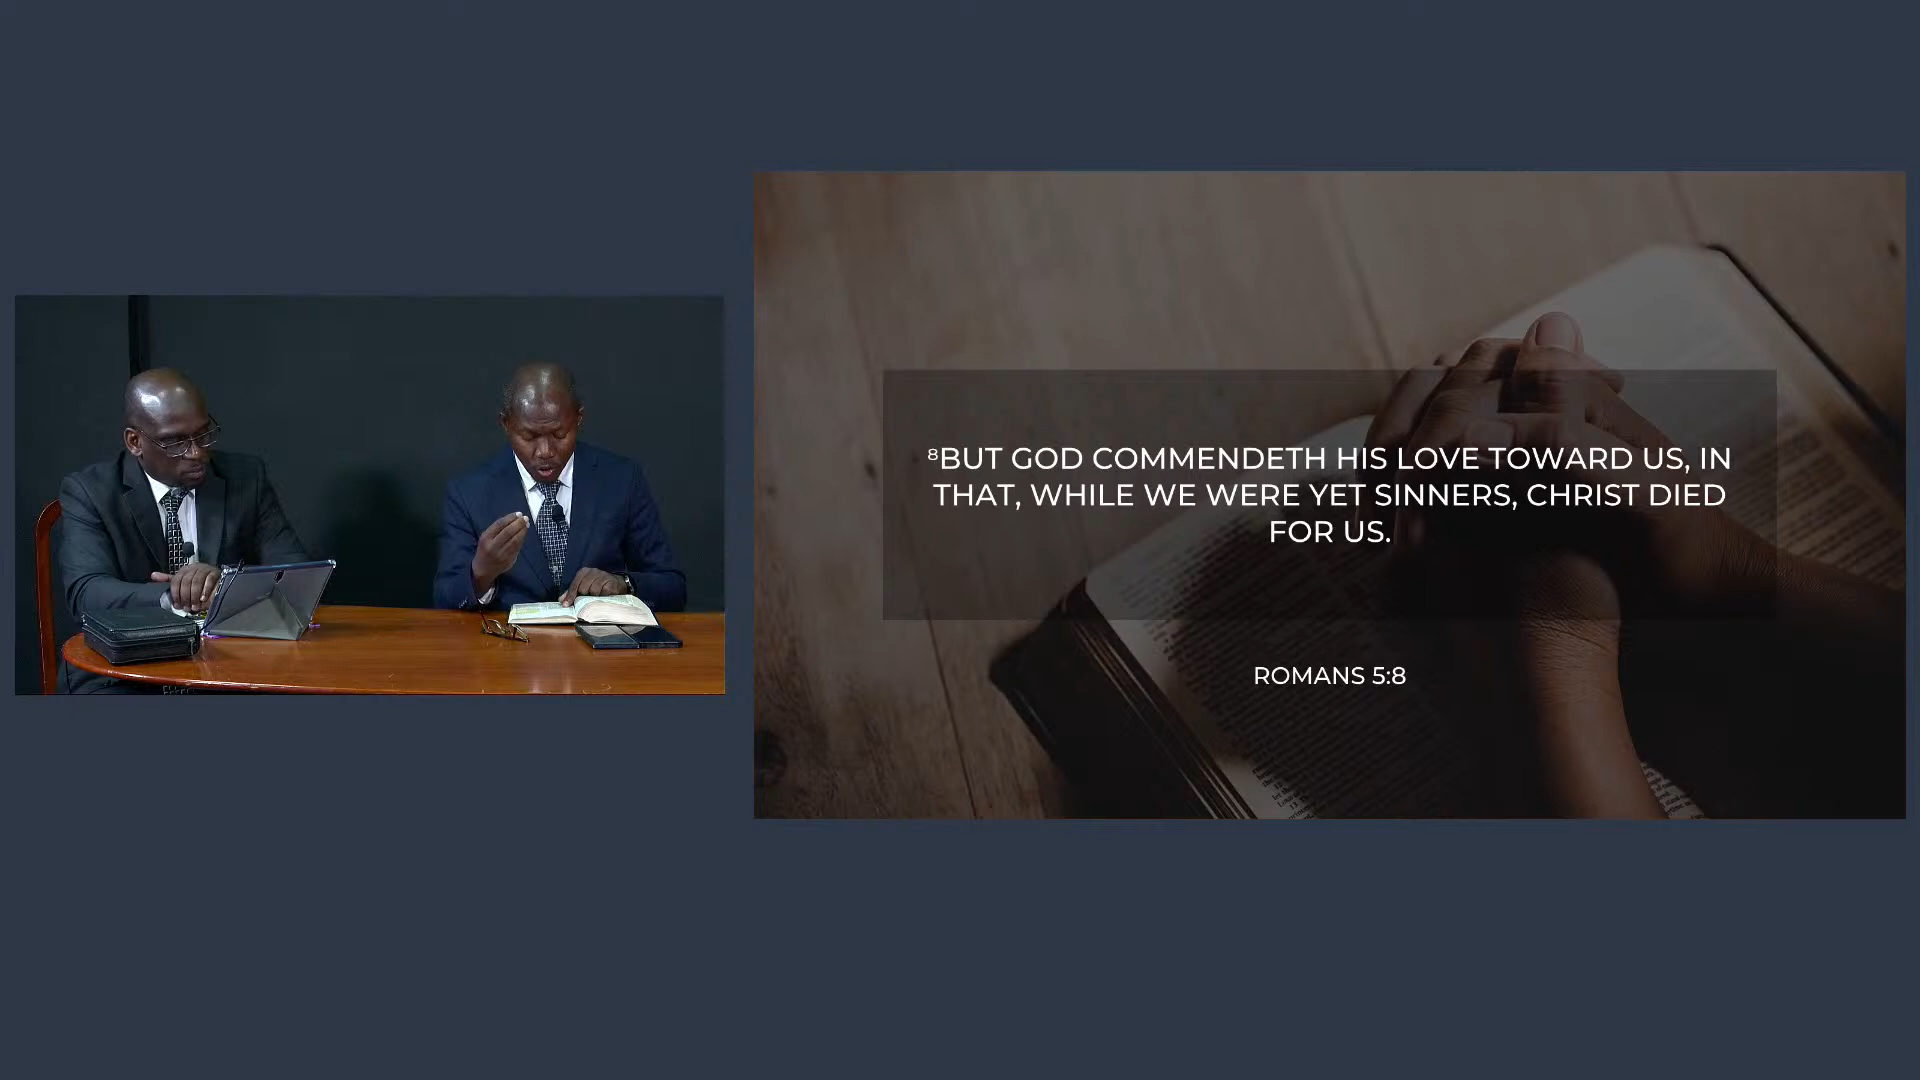 ⁸BUT GOD COMMENDETH HIS LOVE TOWARD US, IN
THAT, WHILE WE WERE YET SINNERS, CHRIST DIED
FOR US.
ROMANS 5:8